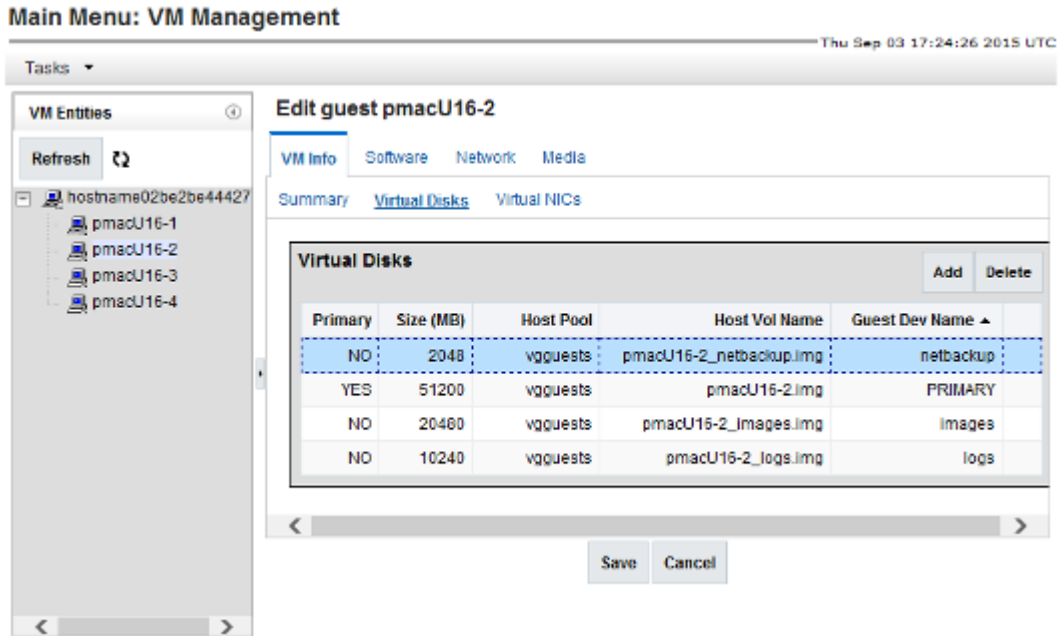 Main Menu: VM Management
Thu Sep 03 17:24:26 2015 UTC
Tasks
VM Entities
Refresh
hostname02be2be44427
pmacU16-1
pmacU16-2
pmacU16-3
pmacU16-4
Edit guest pmacU16-2
VM Info Software Network Media
Summary Virtual Disks Virtual NICs
Virtual Disks
Add Delete
Primary Size (MB) Host Pool Host Vol Name Guest Dev Name
NO 2048 vgguests pmacU16-2_netbackup.img netbackup
YES 51200 vgguests pmacU16-2.img PRIMARY
NO 20480 vgguests pmacU16-2_images.img images
NO 10240 vgguests pmacU16-2_logs.img logs
Save Cancel